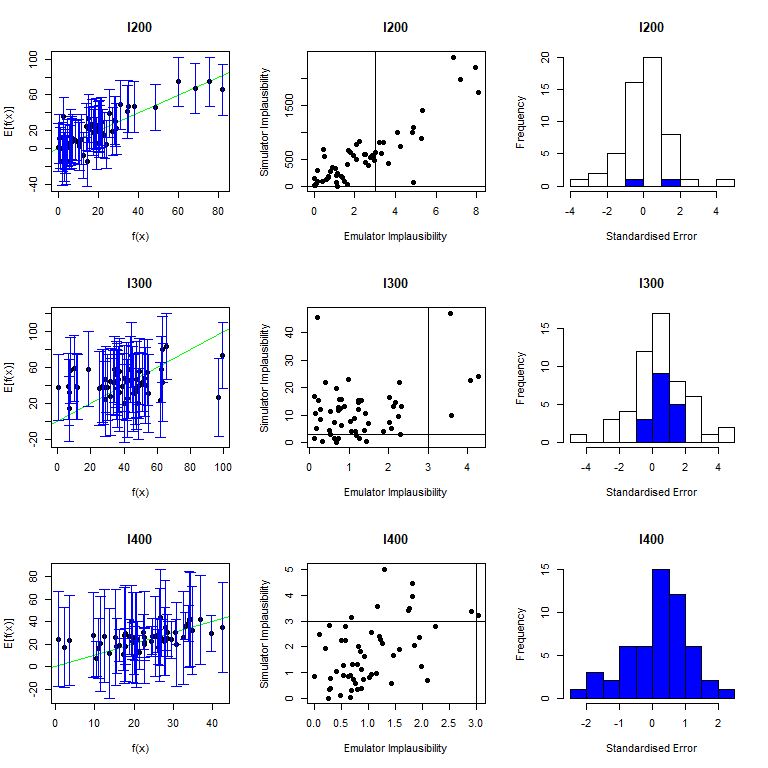 I200
E[f(x)]
100
60
20
0
-40
0 20 40 60 80
f(x)
I200
Simulator Implausibility
1500
500
0
0 2 4 6 8
Emulator Implausibility
I200
Frequency
20
15
10
5
0
-4 -2 0 2 4
Standardised Error
I300
E[f(x)]
100
60
20
-20
0 20 40 60 80 100
f(x)
I300
Simulator Implausibility
40
30
20
10
0
0 1 2 3 4
Emulator Implausibility
I300
Frequency
15
10
5
0
-4 -2 0 2 4
Standardised Error
I400
E[f(x)]
80
60
40
20
0
-20
0 10 20 30 40
f(x)
I400
Simulator Implausibility
5
4
3
2
1
0
0.0 0.5 1.0 1.5 2.0 2.5 3.0
Emulator Implausibility
I400
Frequency
15
10
5
0
-2 -1 0 1 2
Standardised Error